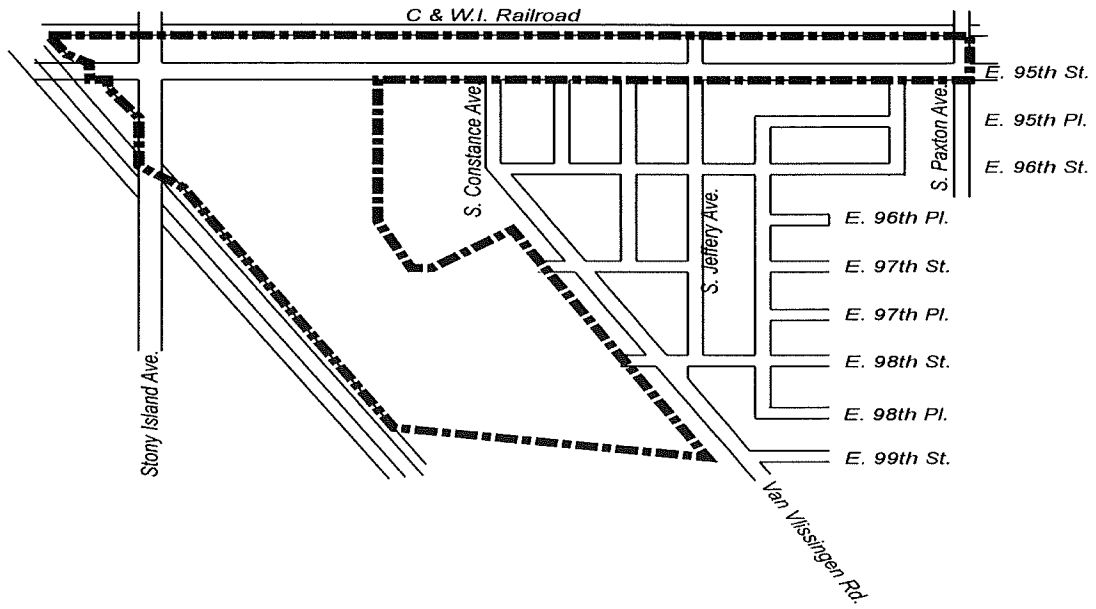 C & W.I. Railroad
E. 95th St.
S. Constance Ave.
S. Paxton Ave.
E. 95th Pl.
E. 96th St.
E. 96th Pl.
S. Jeffery Ave.
E. 97th St.
E. 97th Pl.
Stony Island Ave.
E. 98th St.
E. 98th Pl.
E. 99th St.
Van Vlissingen Rd.